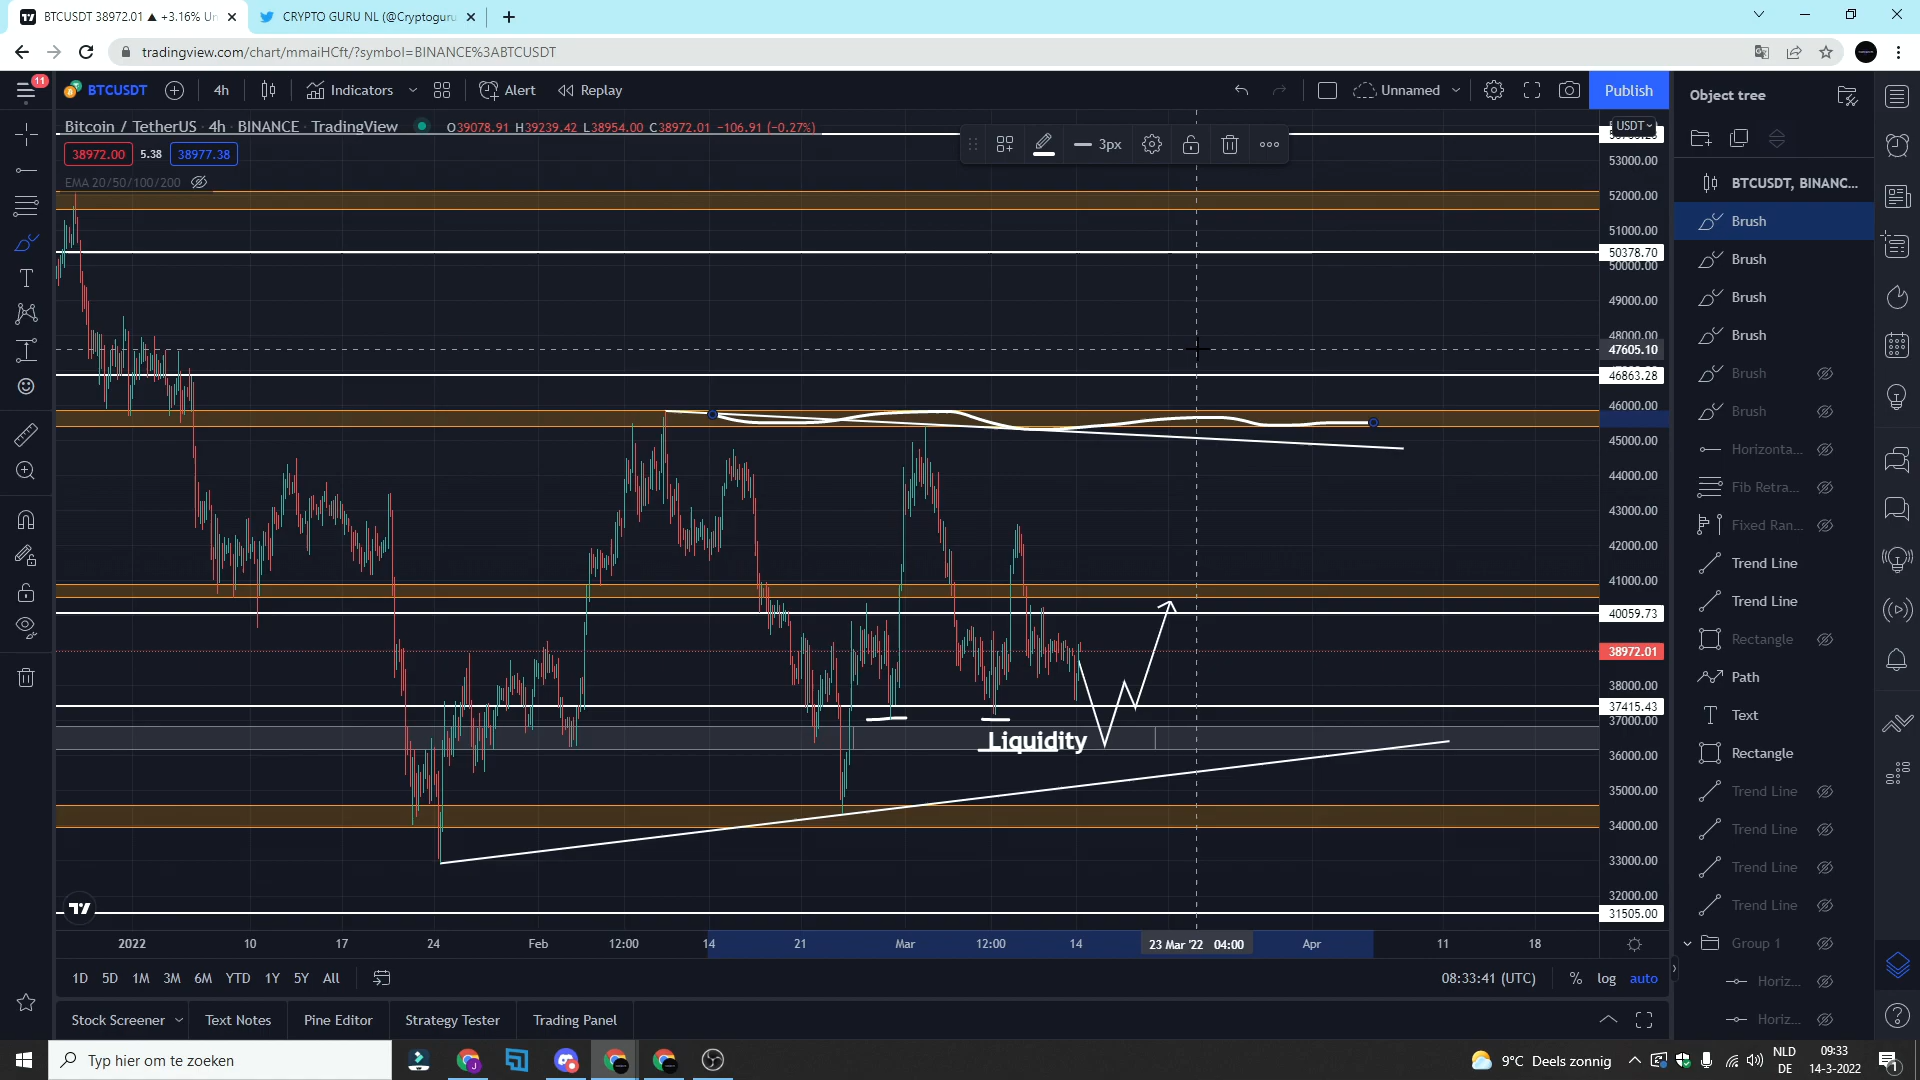 BTCUSDT 38972.01 ▲ +3.16% Un
CRYPTO GURU NL (@Cryptoguru
tradingview.com/chart/mmaiHCft/?symbol=BINANCE%3ABTCUSDT
11
BTCUSDT
4h
Indicators
Alert
Replay
Unnamed
Publish
Object tree
Bitcoin / TetherUS · 4h · BINANCE · TradingView
O39078.91 H39239.42 L38954.00 C38972.01 −106.91 (−0.27%)
38972.00
5.38
38977.38
EMA 20/50/100/200
3px
USDT
53000.00
52000.00
51000.00
50378.70
50000.00
49000.00
48000.00
47605.10
46863.28
46000.00
45000.00
44000.00
43000.00
42000.00
41000.00
40059.73
38972.01
38000.00
37415.43
37000.00
36000.00
35000.00
34000.00
33000.00
32000.00
31505.00
Liquidity
BTCUSDT, BINANC...
Brush
Brush
Brush
Brush
Brush
Brush
Horizonta...
Fib Retra...
Fixed Ran...
Trend Line
Trend Line
Rectangle
Path
Text
Rectangle
Trend Line
Trend Line
Trend Line
Trend Line
Group 1
Horiz...
Horiz...
2022
10
17
24
Feb
12:00
14
21
Mar
12:00
14
23 Mar '22 04:00
Apr
11
18
1D 5D 1M 3M 6M YTD 1Y 5Y All
08:33:41 (UTC)
% log auto
Stock Screener
Text Notes
Pine Editor
Strategy Tester
Trading Panel
Typ hier om te zoeken
9°C Deels zonnig
NLD
DE
09:33
14-3-2022
1